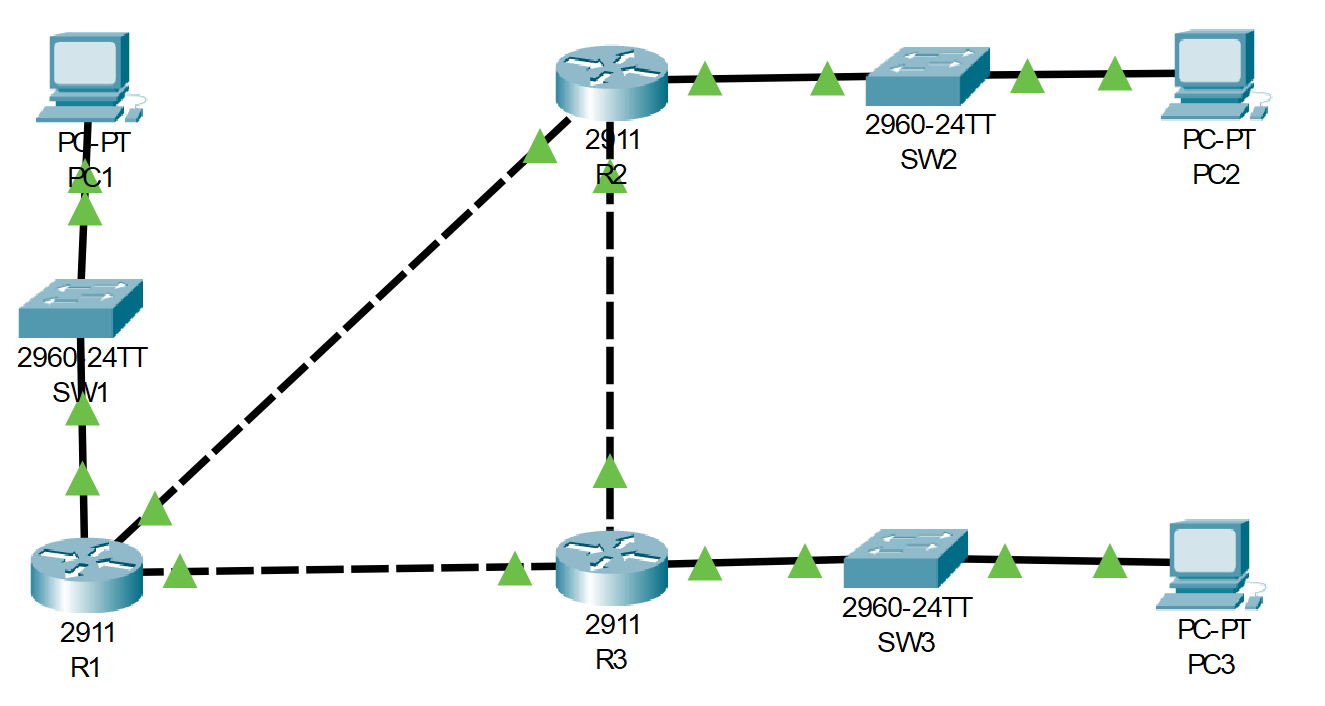 PC-PT
PC1
2911
R2
2960-24TT
SW2
PC-PT
PC2
2960-24TT
SW1
2911
R1
2911
R3
2960-24TT
SW3
PC-PT
PC3